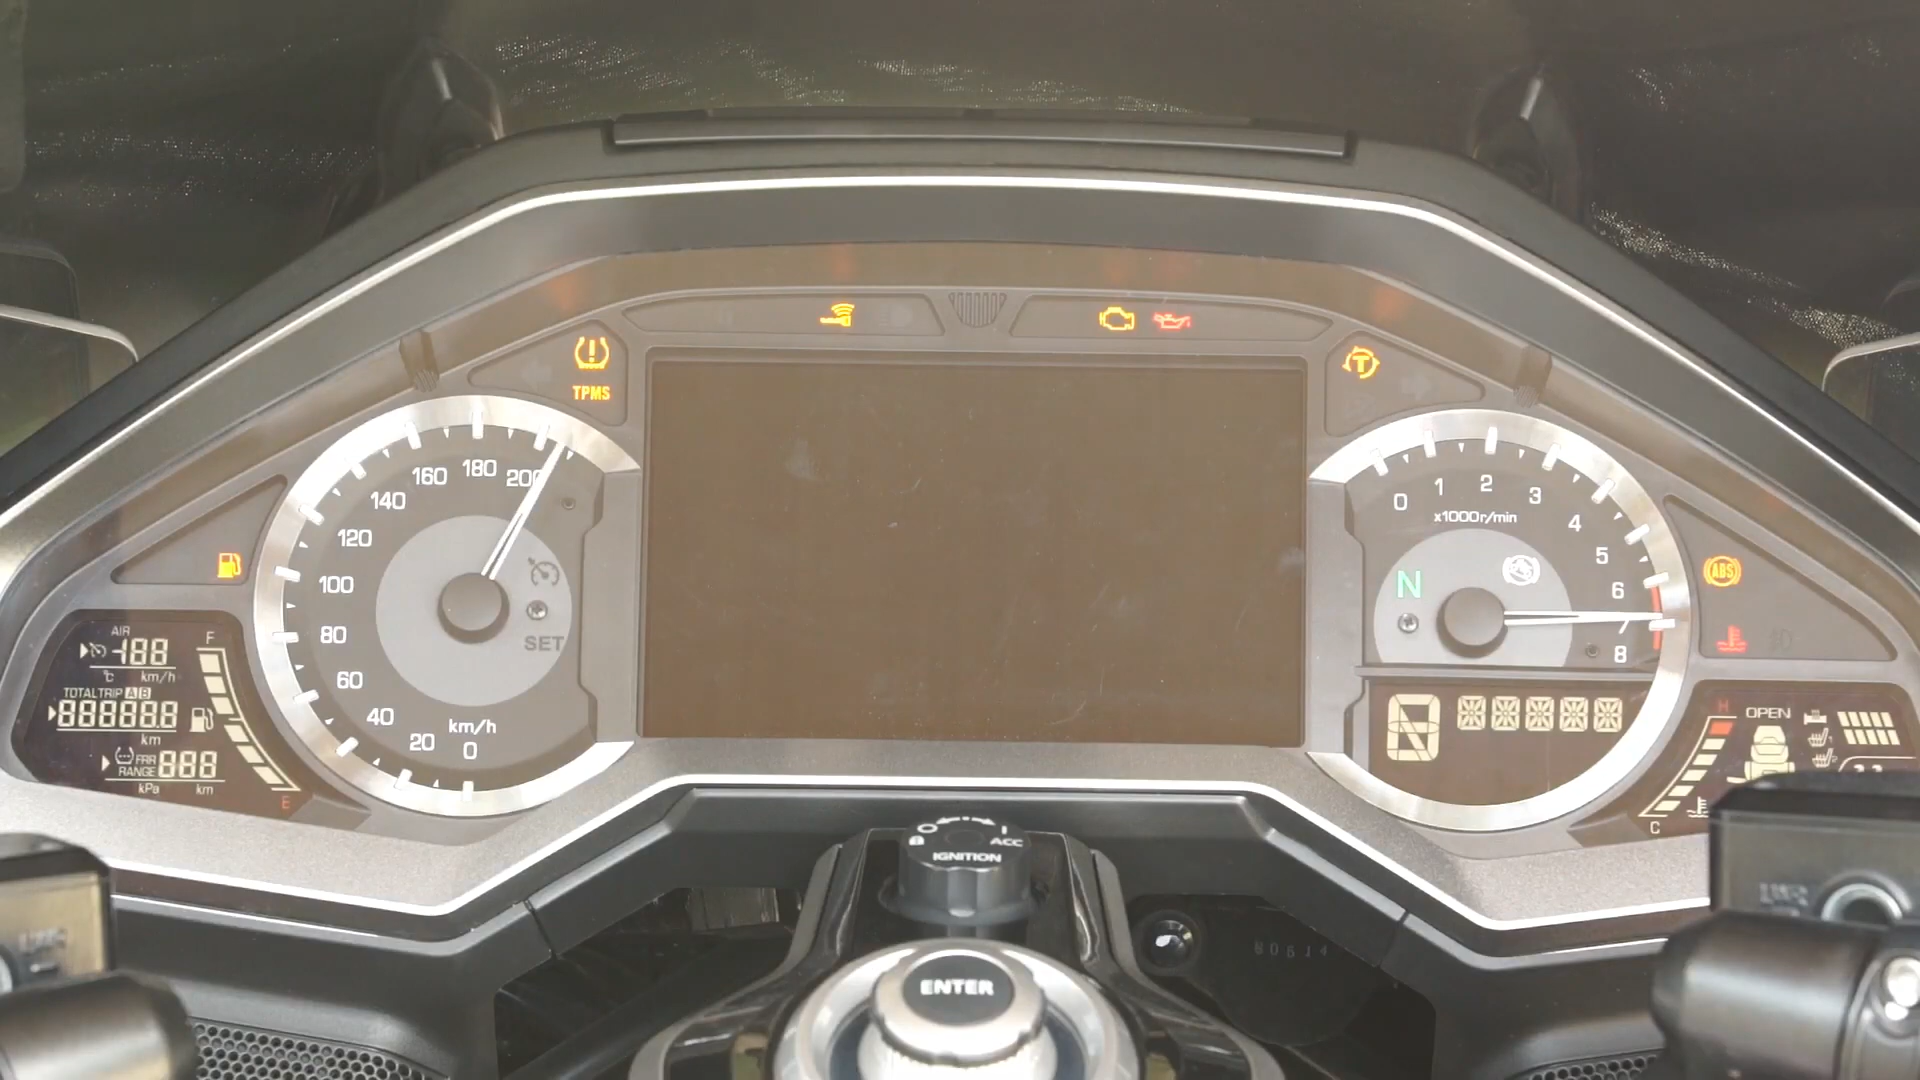 TPMS
T
160
180
200
140
120
100
80
60
40
20
0
km/h
SET
0
1
2
3
4
5
6
7
8
x1000r/min
N
ABS
AIR
-188
°C km/h
TOTAL TRIP A B
88888.8
km
FRR
RANGE 888
kPa km
F
E
H
C
OPEN
IGNITION
ACC
ENTER
80614